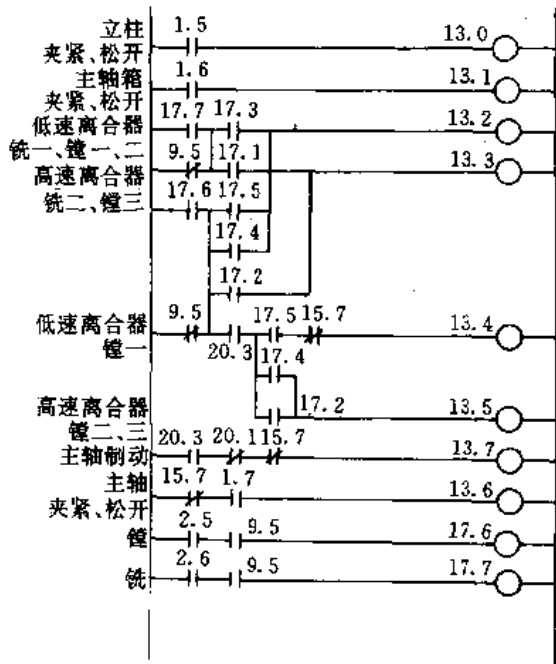 立柱 1.5 13.0
夹紧、松开
主轴箱 1.6 13.1
夹紧、松开
低速离合器 17.7 17.3 13.2
铣一、镗一、二 9.5 17.1 13.3
高速离合器
铣二、镗三 17.6 17.5
17.4
17.2
低速离合器 9.5 17.5 15.7 13.4
镗一 20.3
17.4
高速离合器 17.2 13.5
镗二、三
主轴制动 20.3 20.1 15.7 13.7
主轴 15.7 1.7 13.6
夹紧、松开
镗 2.5 9.5 17.6
铣 2.6 9.5 17.7